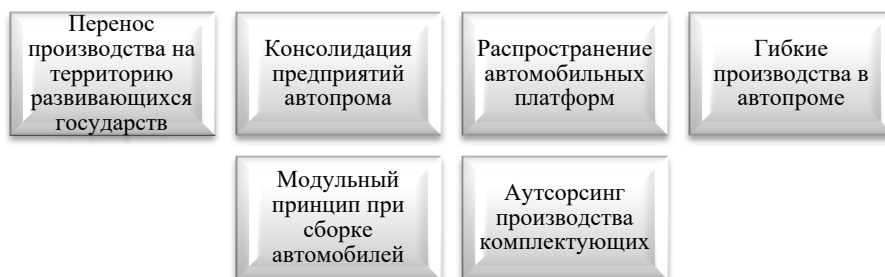 Перенос
производства на
территорию
развивающихся
государств
Консолидация
предприятий
автопрома
Распространение
автомобильных
платформ
Гибкие
производства в
автопроме
Модульный
принцип при
сборке
автомобилей
Аутсорсинг
производства
комплектующих